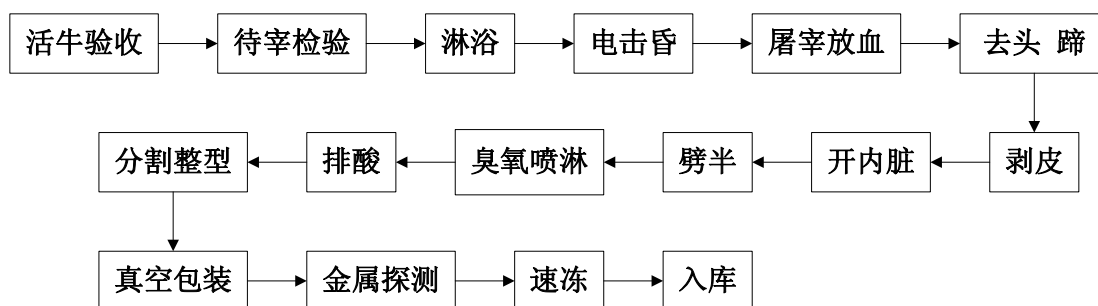 活牛验收 待宰检验 淋浴 电击昏 屠宰放血 去头 蹄
分割整型 排酸 臭氧喷淋 劈半 开内脏 剥皮
真空包装 金属探测 速冻 入库